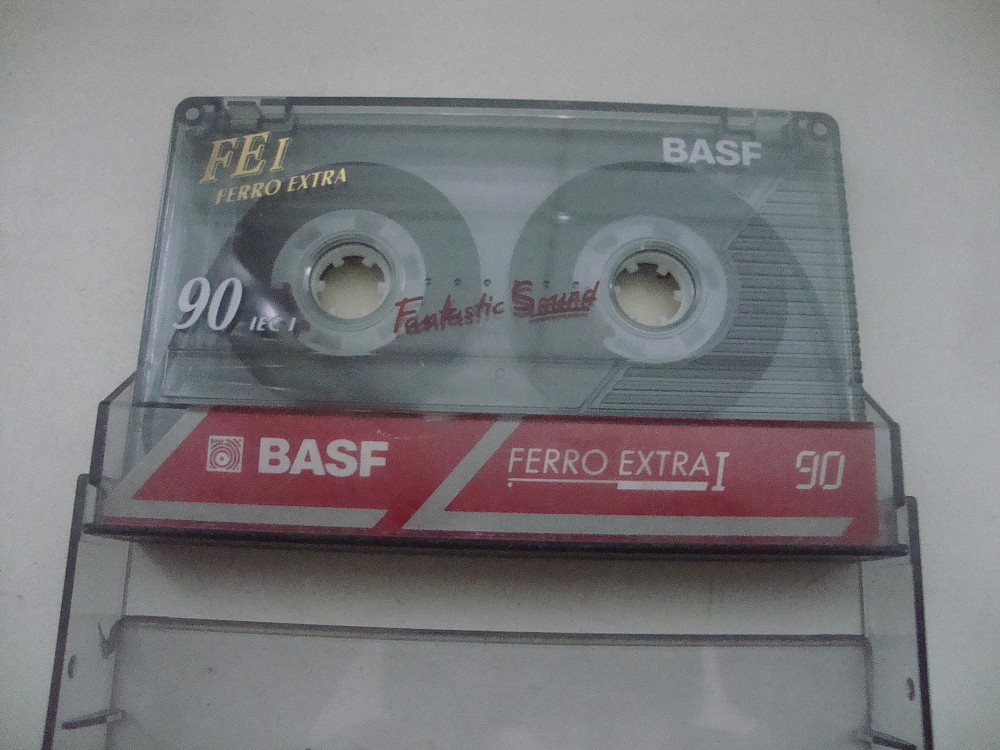 FE I
FERRO EXTRA
BASF
90 IEC I
Fantastic Sound
BASF
FERRO EXTRA I
90